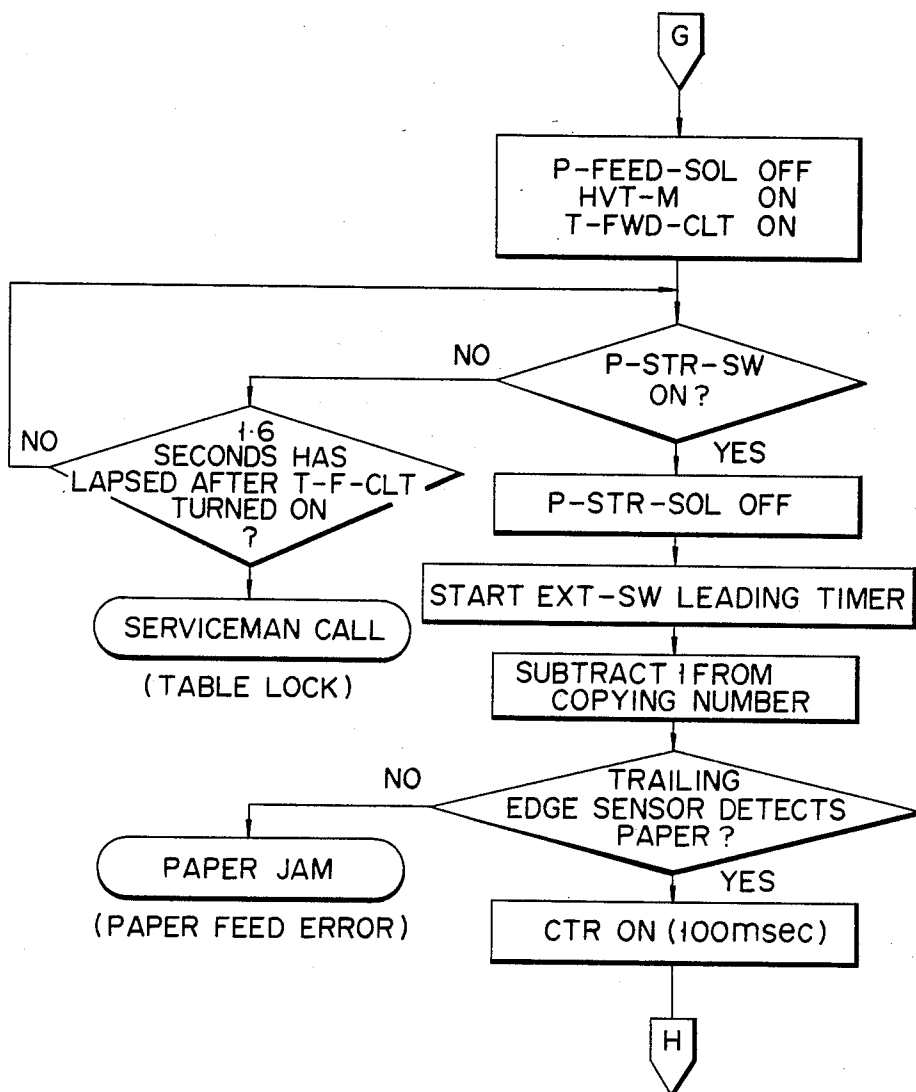 G
P-FEED-SOL OFF
HVT-M ON
T-FWD-CLT ON
NO
P-STR-SW
ON?
YES
NO
1·6
SECONDS HAS
LAPSED AFTER T-F-CLT
TURNED ON
?
P-STR-SOL OFF
START EXT-SW LEADING TIMER
SERVICEMAN CALL
(TABLE LOCK)
SUBTRACT 1 FROM
COPYING NUMBER
NO
TRAILING
EDGE SENSOR DETECTS
PAPER?
YES
PAPER JAM
(PAPER FEED ERROR)
CTR ON (100msec)
H